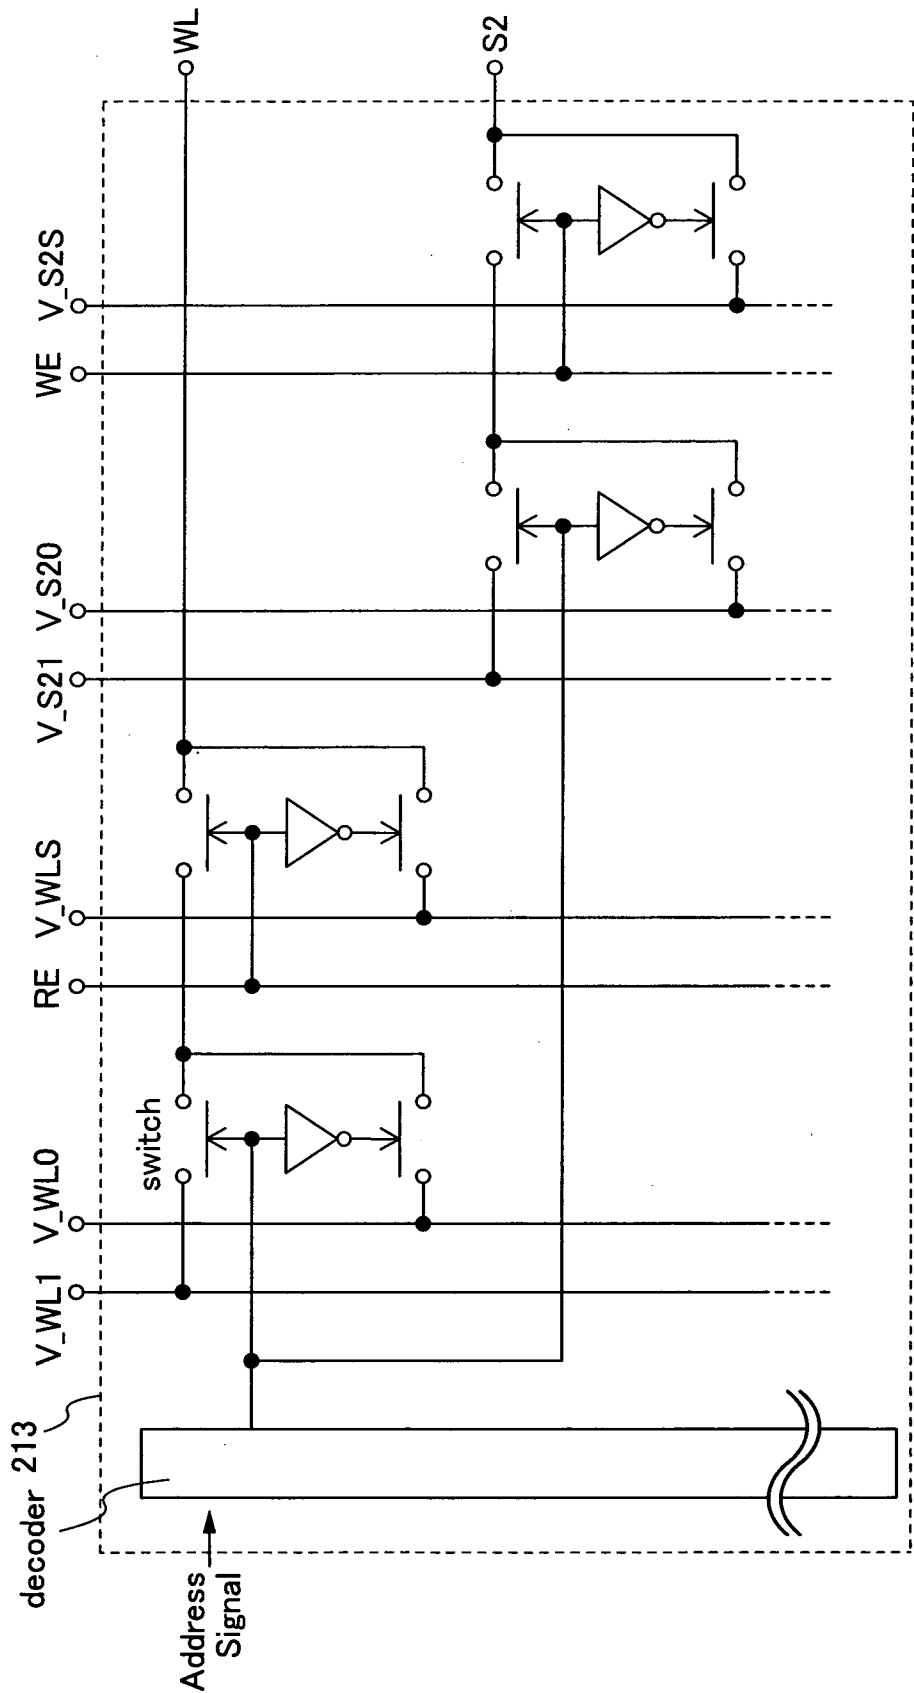 decoder
213
V_WL1
V_WL0
RE
V_WLS
V_S21
V_S20
WE
V_S2S
switch
WL
S2
Address
Signal